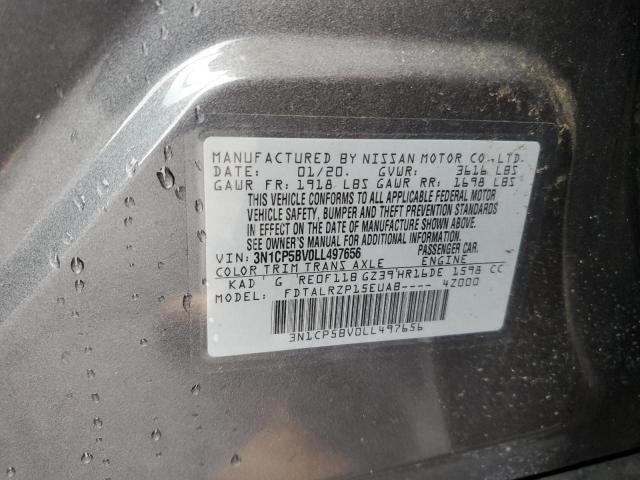 MANUFACTURED BY NISSAN MOTOR CO.,LTD.
DATE: 01/20. GVWR: 3616 LBS
GAWR FR: 1918 LBS GAWR RR: 1698 LBS
THIS VEHICLE CONFORMS TO ALL APPLICABLE FEDERAL MOTOR
VEHICLE SAFETY, BUMPER AND THEFT PREVENTION STANDARDS
IN EFFECT ON THE DATE OF MANUFACTURE SHOWN ABOVE.
SEE OWNER'S MANUAL FOR ADDITIONAL INFORMATION.
VIN: 3N1CP5BV0LL497656 PASSENGER CAR.
COLOR TRIM TRANS AXLE ENGINE
KAD G RE0F11B GZ39 HR16DE 1598 CC
MODEL: FDTALRZP15EUAB---- 4Z000
3N1CP5BV0LL497656